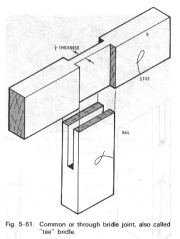 ⅓ THICKNESS
STILE
RAIL
Fig. 5-61. Common or through bridle joint, also called
"tee" bridle.